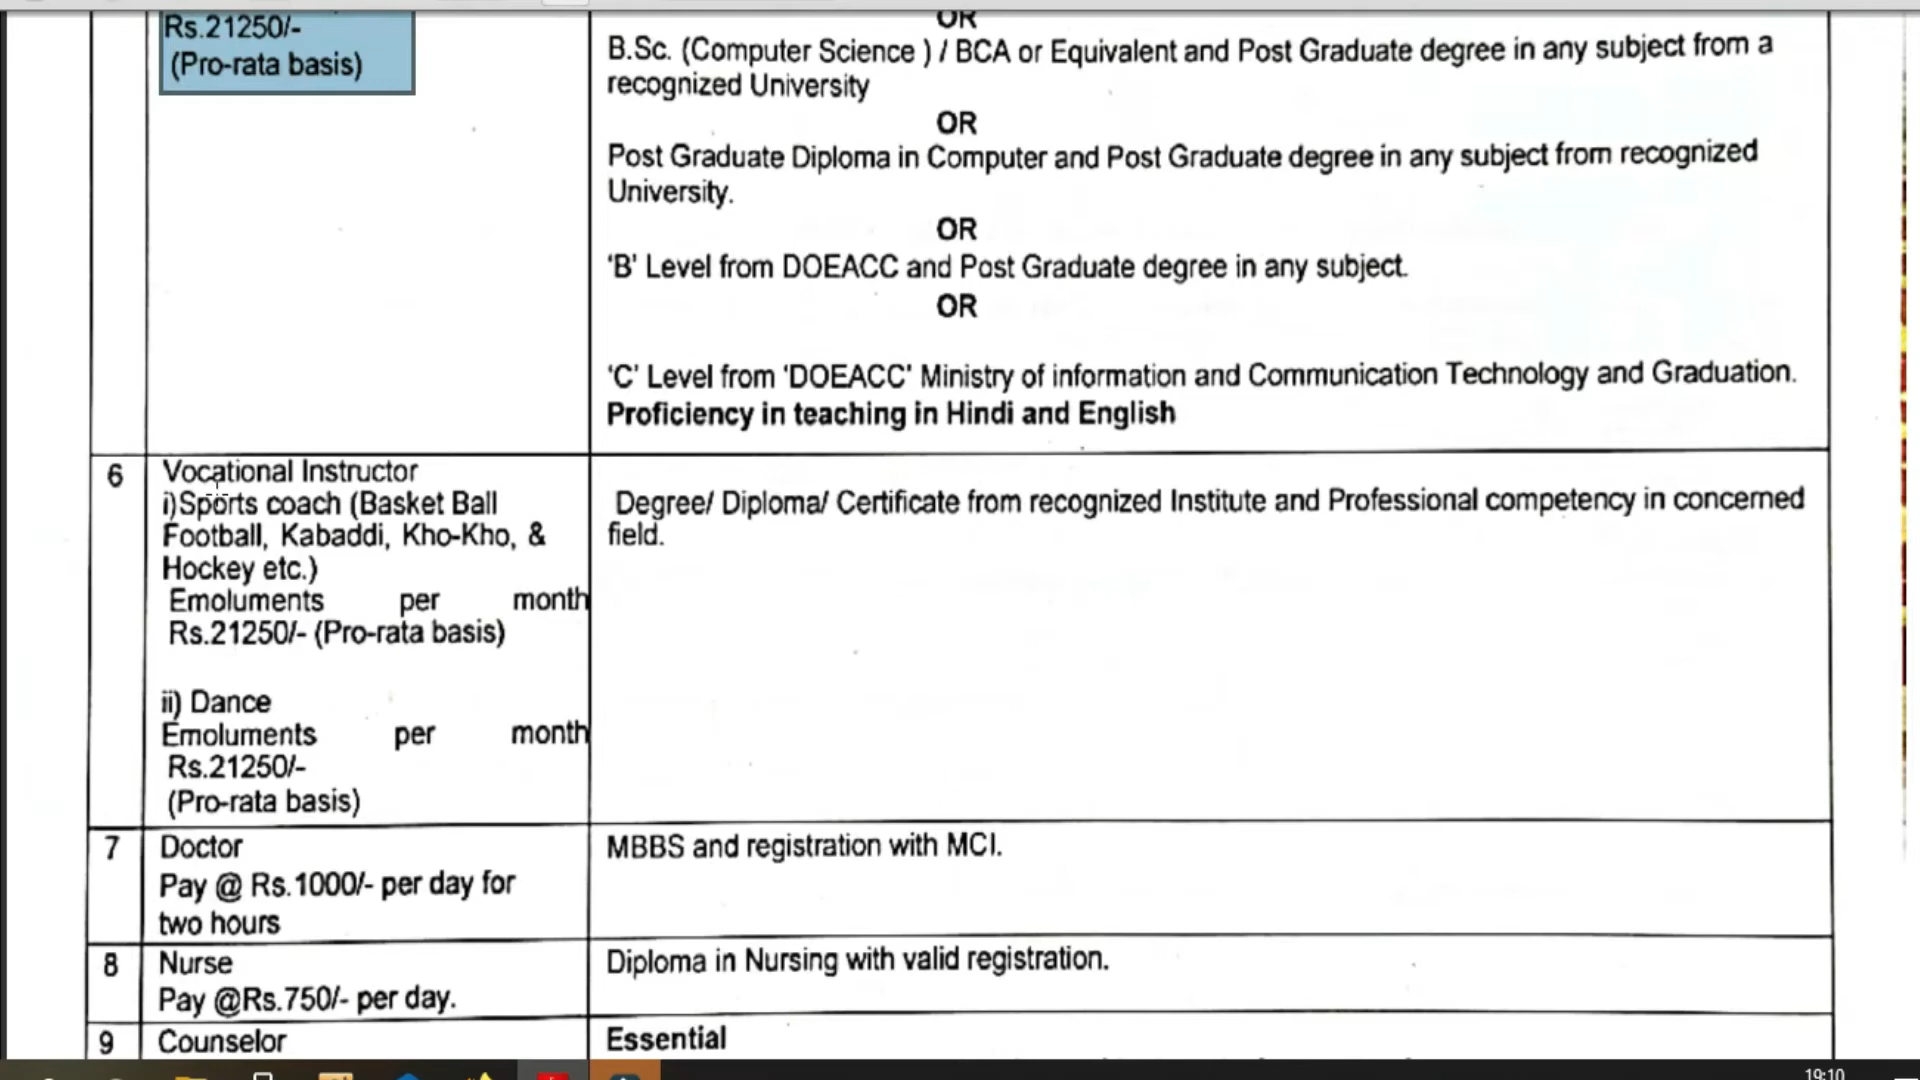 Rs.21250/-
(Pro-rata basis)
OR
B.Sc. (Computer Science ) / BCA or Equivalent and Post Graduate degree in any subject from a
recognized University
OR
Post Graduate Diploma in Computer and Post Graduate degree in any subject from recognized
University.
OR
'B' Level from DOEACC and Post Graduate degree in any subject.
OR
'C' Level from 'DOEACC' Ministry of information and Communication Technology and Graduation.
Proficiency in teaching in Hindi and English
6
Vocational Instructor
i)Sports coach (Basket Ball
Football, Kabaddi, Kho-Kho, &
Hockey etc.)
Emoluments per month
Rs.21250/- (Pro-rata basis)
ii) Dance
Emoluments per month
Rs.21250/-
(Pro-rata basis)
Degree/ Diploma/ Certificate from recognized Institute and Professional competency in concerned
field.
7
Doctor
Pay @ Rs.1000/- per day for
two hours
MBBS and registration with MCI.
8
Nurse
Pay @Rs.750/- per day.
Diploma in Nursing with valid registration.
9
Counselor
Essential
19:10